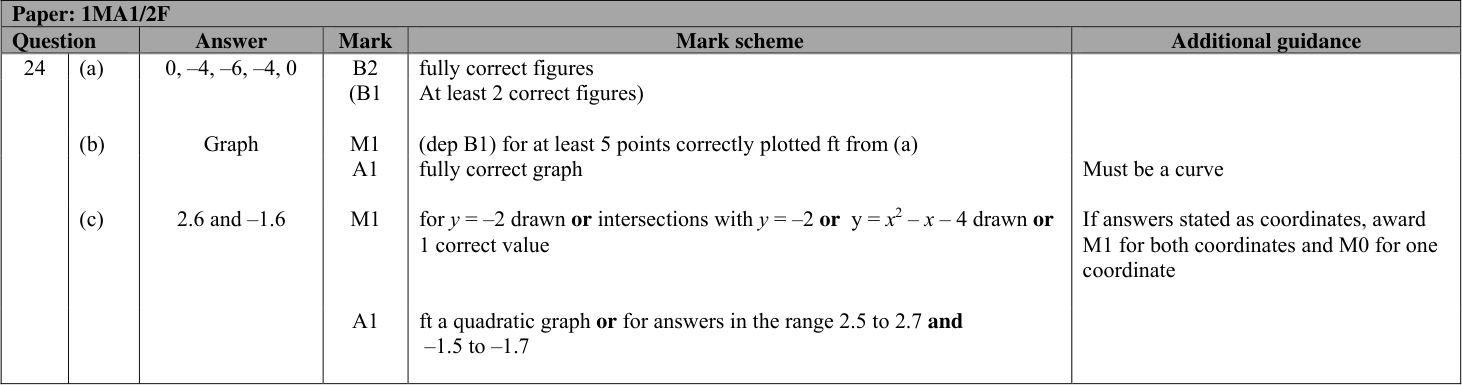 Paper: 1MA1/2F
Question Answer Mark Mark scheme Additional guidance
24 (a) 0, –4, –6, –4, 0 B2 fully correct figures
(B1 At least 2 correct figures)
(b) Graph M1 (dep B1) for at least 5 points correctly plotted ft from (a)
A1 fully correct graph Must be a curve
(c) 2.6 and –1.6 M1 for y = –2 drawn or intersections with y = –2 or y = x² – x – 4 drawn or If answers stated as coordinates, award
1 correct value M1 for both coordinates and M0 for one
coordinate
A1 ft a quadratic graph or for answers in the range 2.5 to 2.7 and
–1.5 to –1.7